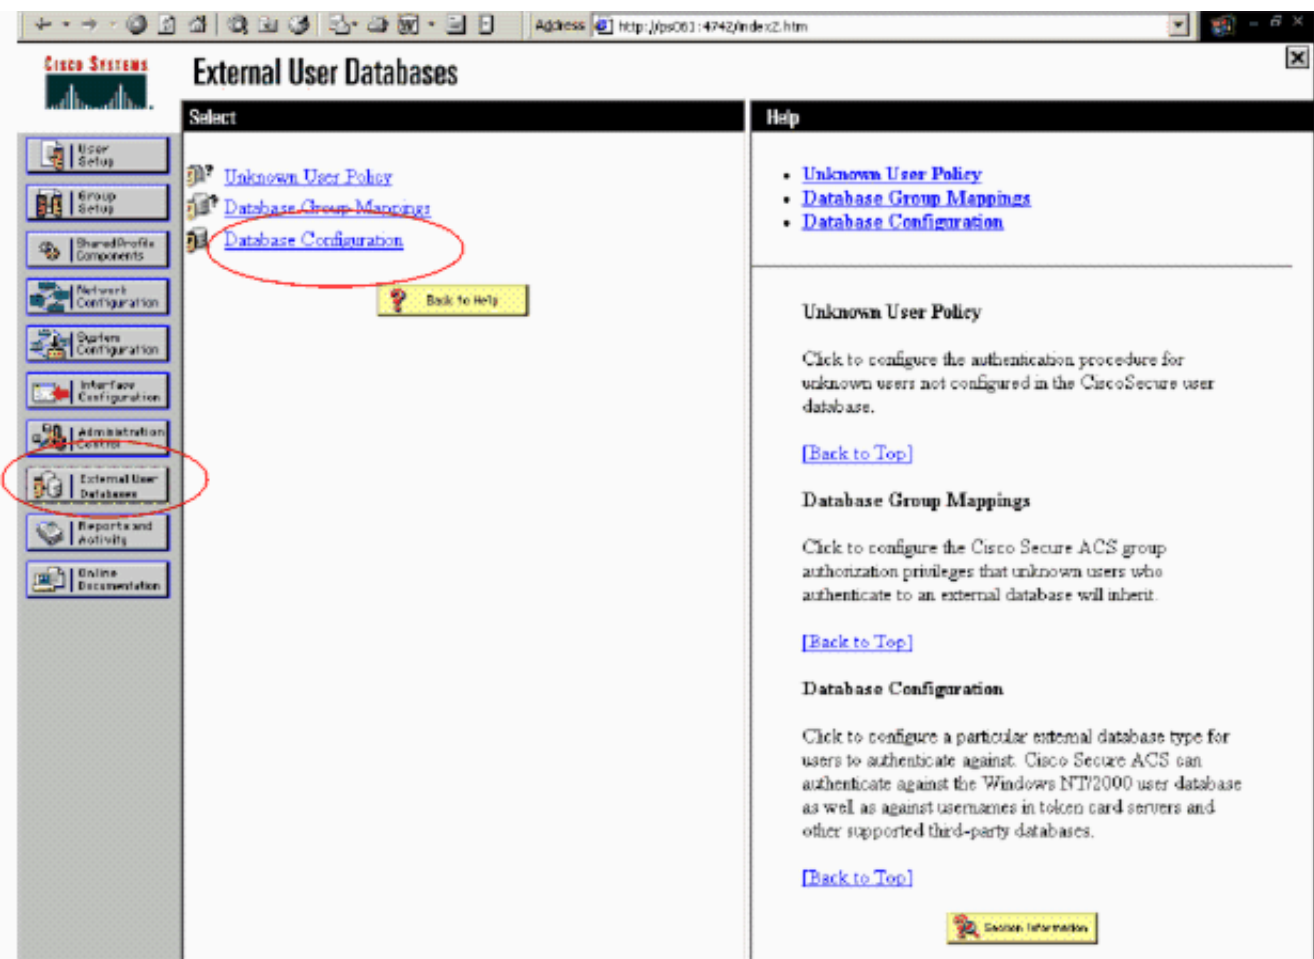 Address http://ps061:4742/index2.htm
CISCO SYSTEMS
External User Databases
Select
Help
User
Setup
Group
Setup
Shared Profile
Components
Network
Configuration
System
Configuration
Interface
Configuration
Administration
Control
External User
Databases
Reports and
Activity
Online
Documentation
Unknown User Policy
Database Group Mappings
Database Configuration
Back to Help
• Unknown User Policy
• Database Group Mappings
• Database Configuration
Unknown User Policy
Click to configure the authentication procedure for
unknown users not configured in the CiscoSecure user
database.
[Back to Top]
Database Group Mappings
Click to configure the Cisco Secure ACS group
authorization privileges that unknown users who
authenticate to an external database will inherit.
[Back to Top]
Database Configuration
Click to configure a particular external database type for
users to authenticate against. Cisco Secure ACS can
authenticate against the Windows NT/2000 user database
as well as against usernames in token card servers and
other supported third-party databases.
[Back to Top]
Section Information